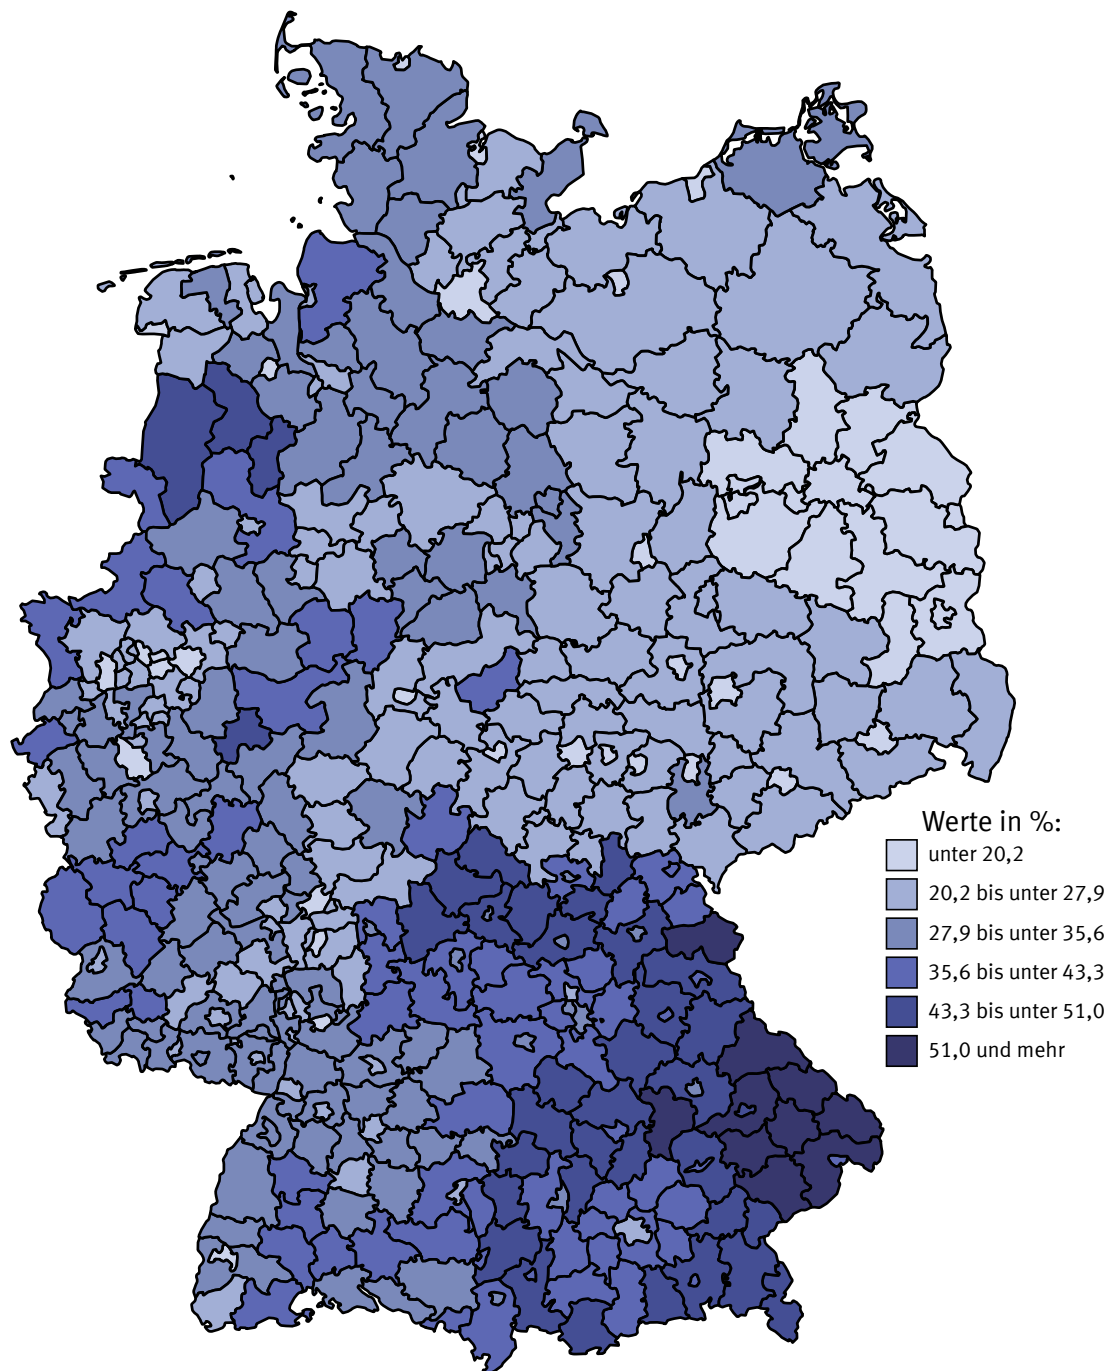 Werte in %:
unter 20,2
20,2 bis unter 27,9
27,9 bis unter 35,6
35,6 bis unter 43,3
43,3 bis unter 51,0
51,0 und mehr